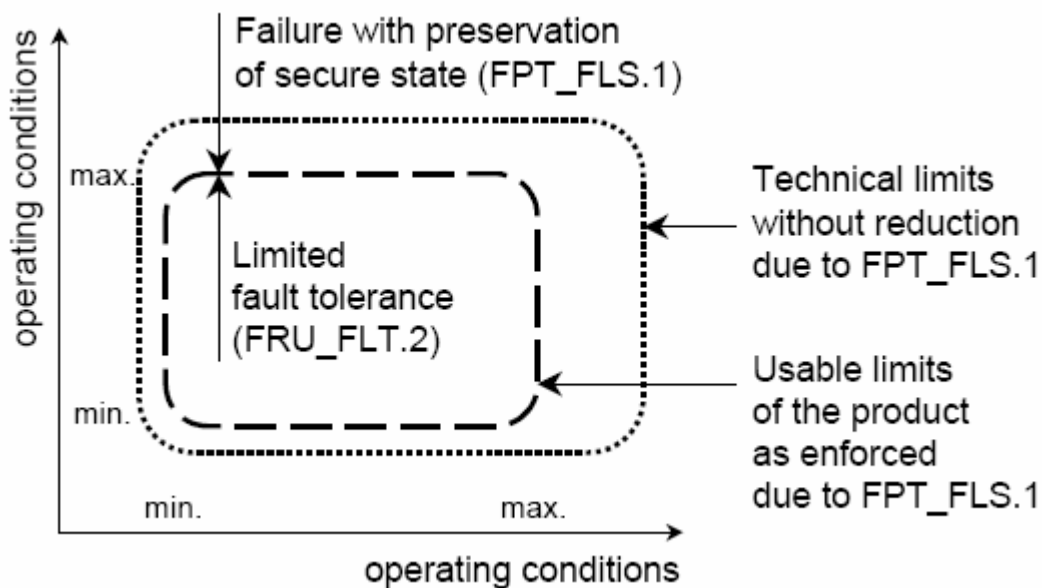 Failure with preservation
of secure state (FPT_FLS.1)
operating conditions
max.
Technical limits
without reduction
due to FPT_FLS.1
Limited
fault tolerance
(FRU_FLT.2)
Usable limits
of the product
as enforced
due to FPT_FLS.1
min.
min.
max.
operating conditions